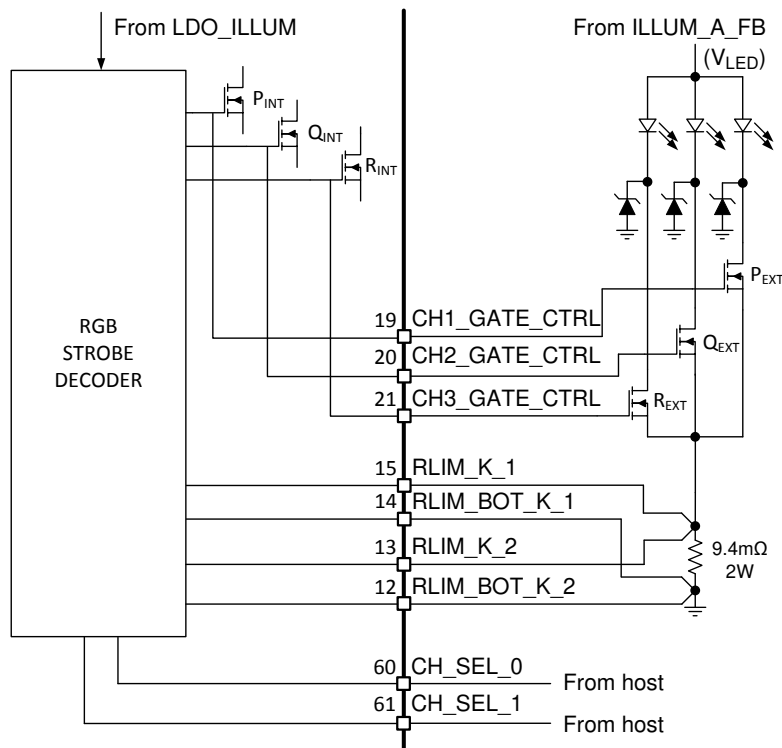 From LDO_ILLUM
From ILLUM_A_FB
(VLED)
PINT
QINT
RINT
RGB
STROBE
DECODER
PEXT
QEXT
REXT
19 CH1_GATE_CTRL
20 CH2_GATE_CTRL
21 CH3_GATE_CTRL
15 RLIM_K_1
14 RLIM_BOT_K_1
13 RLIM_K_2
12 RLIM_BOT_K_2
9.4mΩ
2W
60 CH_SEL_0
From host
61 CH_SEL_1
From host